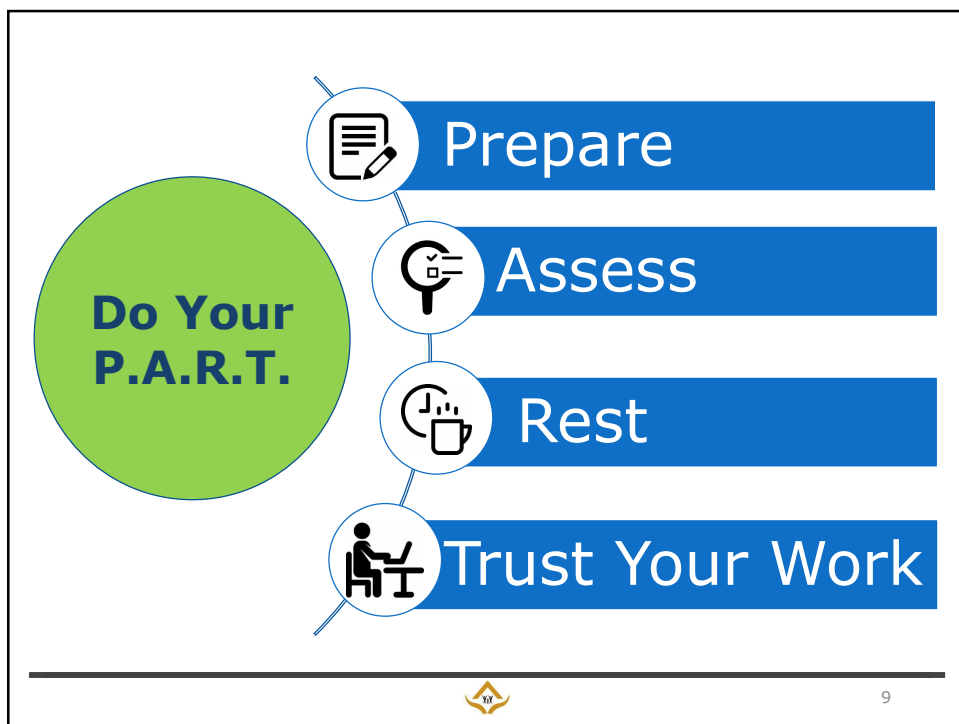 Do Your
P.A.R.T.
Prepare
Assess
Rest
Trust Your Work
9